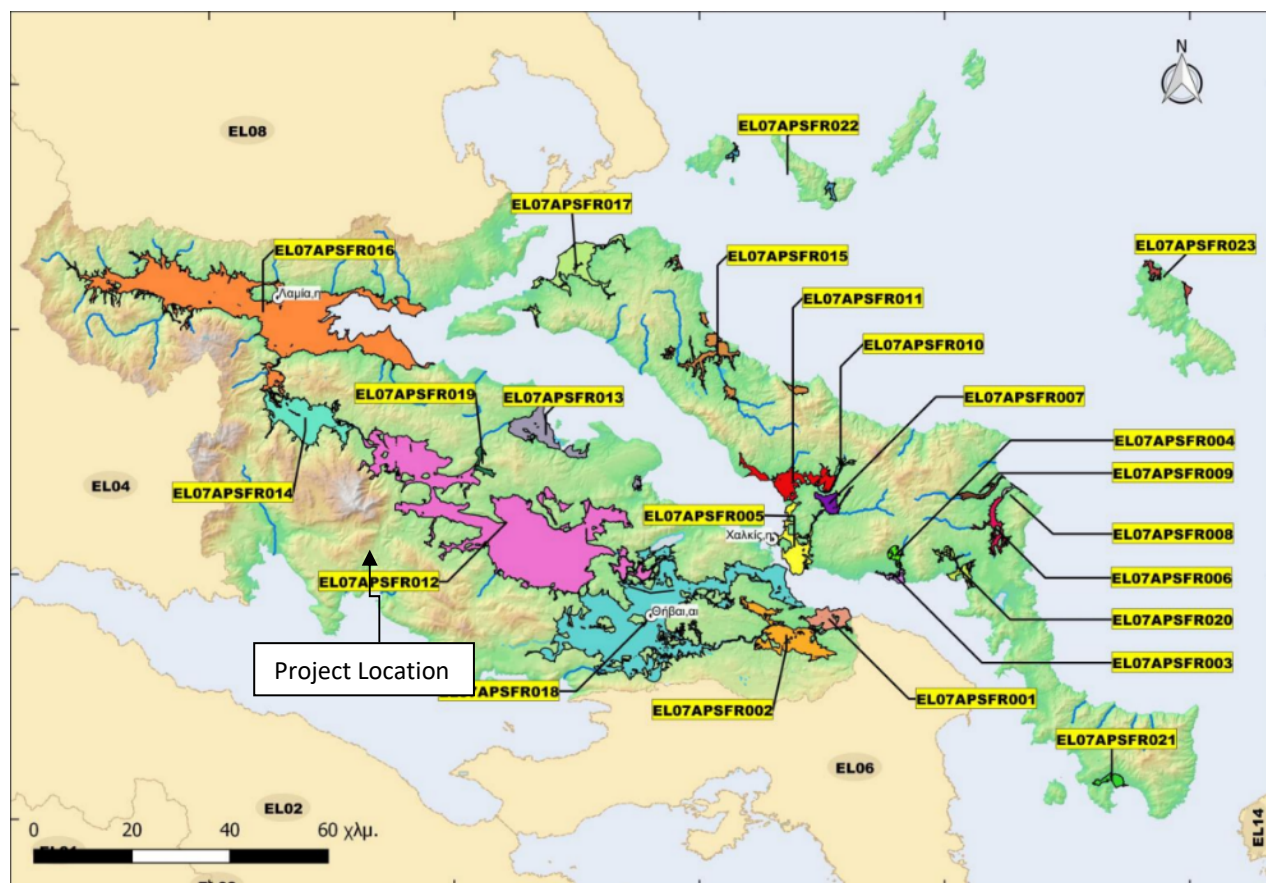 N
EL08
EL07APSFR022
EL07APSFR017
EL07APSFR016
EL07APSFR015
EL07APSFR023
Λαμία,η
EL07APSFR011
EL07APSFR010
EL07APSFR019
EL07APSFR013
EL07APSFR007
EL07APSFR004
EL07APSFR009
EL04
EL07APSFR014
EL07APSFR005
Χαλκίς,η
EL07APSFR008
EL07APSFR012
EL07APSFR006
Θήβαι,αι
EL07APSFR020
Project Location
EL07APSFR003
EL07APSFR018
EL07APSFR002
EL07APSFR001
EL07APSFR021
EL06
EL02
EL14
0 20 40 60 χλμ.